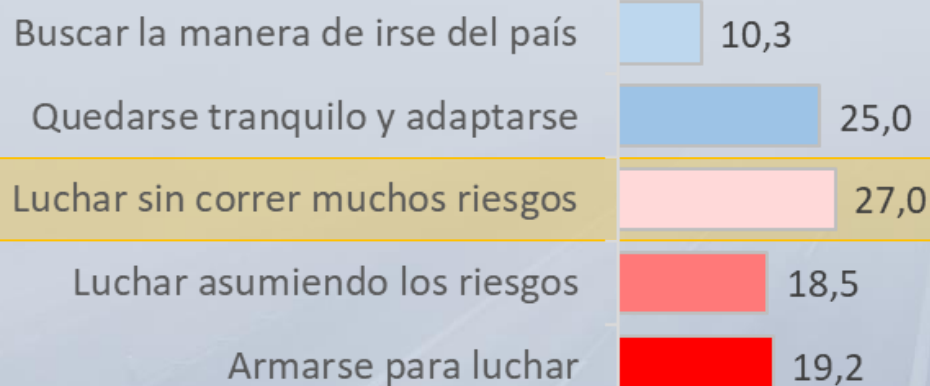 Buscar la manera de irse del país 10,3
Quedarse tranquilo y adaptarse 25,0
Luchar sin correr muchos riesgos 27,0
Luchar asumiendo los riesgos 18,5
Armarse para luchar 19,2